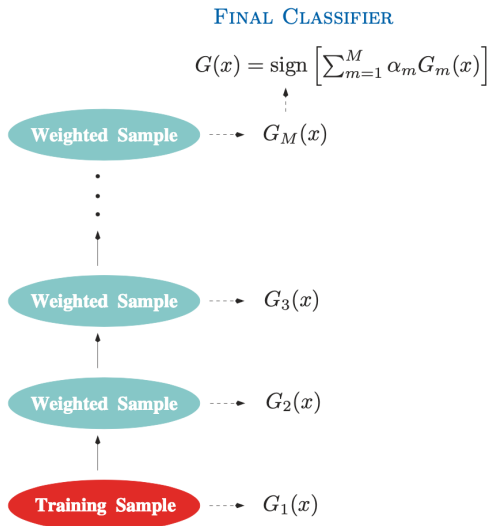 FINAL CLASSIFIER
G(x) = sign [∑_{m=1}^{M} α_m G_m(x)]
Weighted Sample G_M(x)
Weighted Sample G_3(x)
Weighted Sample G_2(x)
Training Sample G_1(x)